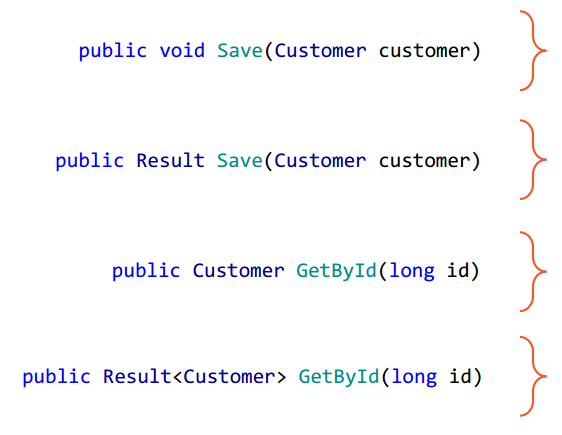 public void Save(Customer customer)
public Result Save(Customer customer)
public Customer GetById(long id)
public Result<Customer> GetById(long id)